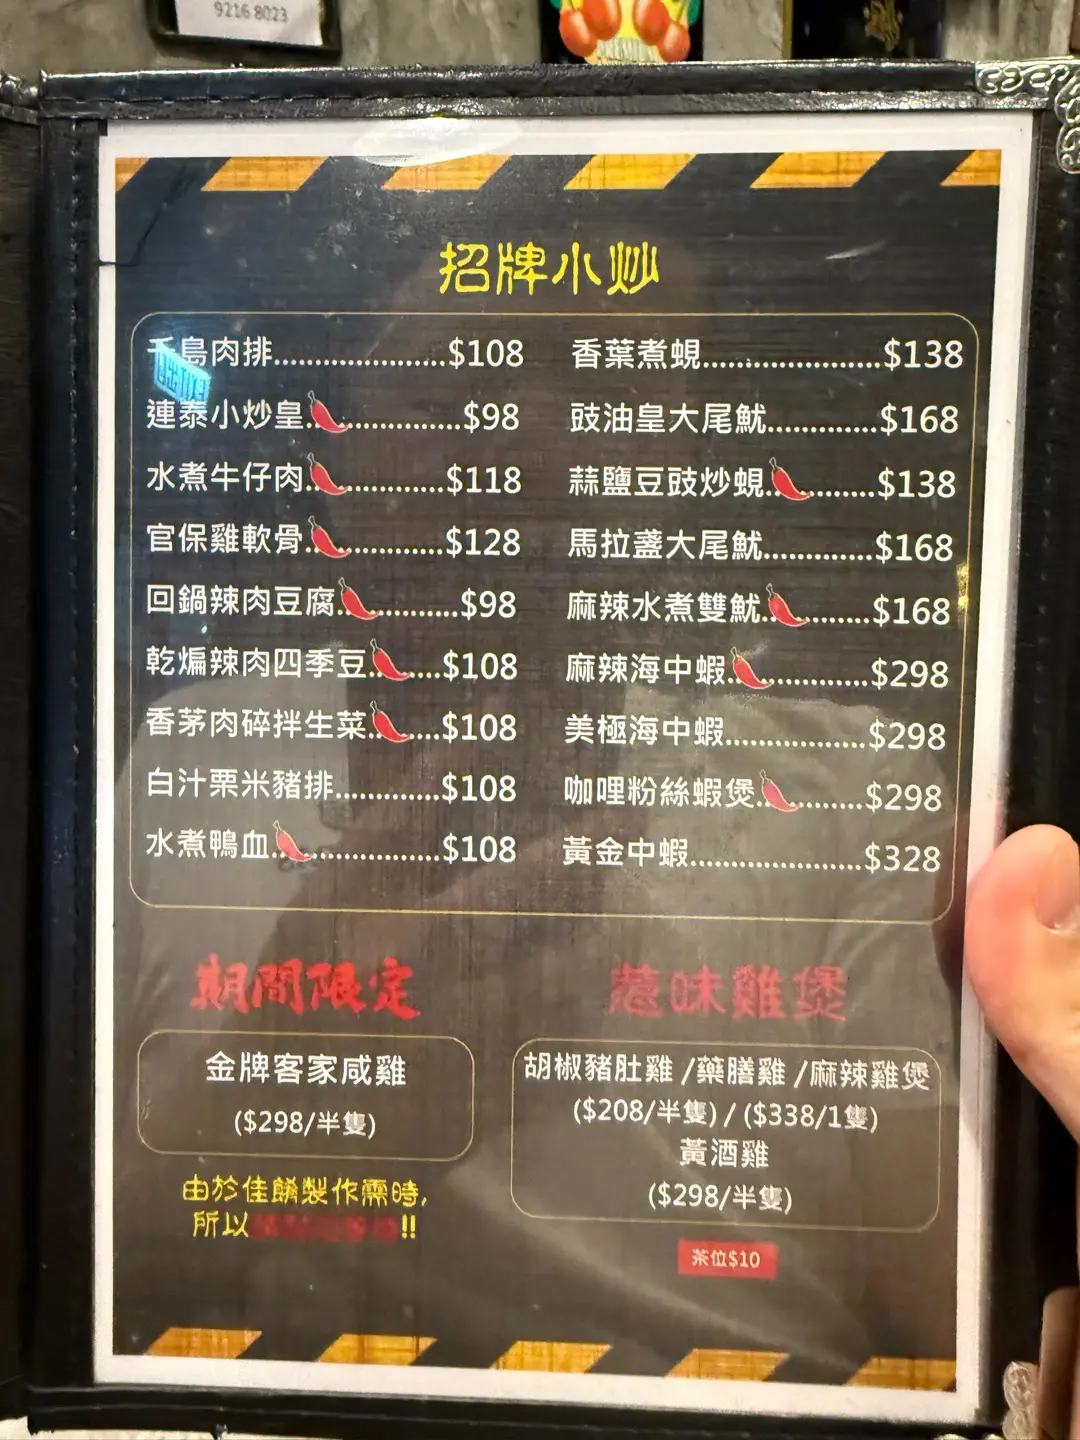 9216 8023
PREMIUM
招牌小炒
千島肉排......................$108
連泰小炒皇..................$98
水煮牛仔肉..................$118
官保雞軟骨..................$128
回鍋辣肉豆腐...............$98
乾煸辣肉四季豆.........$108
香茅肉碎拌生菜.........$108
白汁粟米豬排.............$108
水煮鴨血.....................$108
香葉煮蜆.......................$138
豉油皇大尾魷..............$168
蒜鹽豆豉炒蜆.............$138
馬拉盞大尾魷..............$168
麻辣水煮雙魷.............$168
麻辣海中蝦.................$298
美極海中蝦..................$298
咖哩粉絲蝦煲.............$298
黃金中蝦.....................$328
期間限定
金牌客家咸雞
($298/半隻)
由於佳餚製作需時,
所以 !!
惹味雞煲
胡椒豬肚雞 /藥膳雞 /麻辣雞煲
($208/半隻) / ($338/1隻)
黃酒雞
($298/半隻)
茶位$10